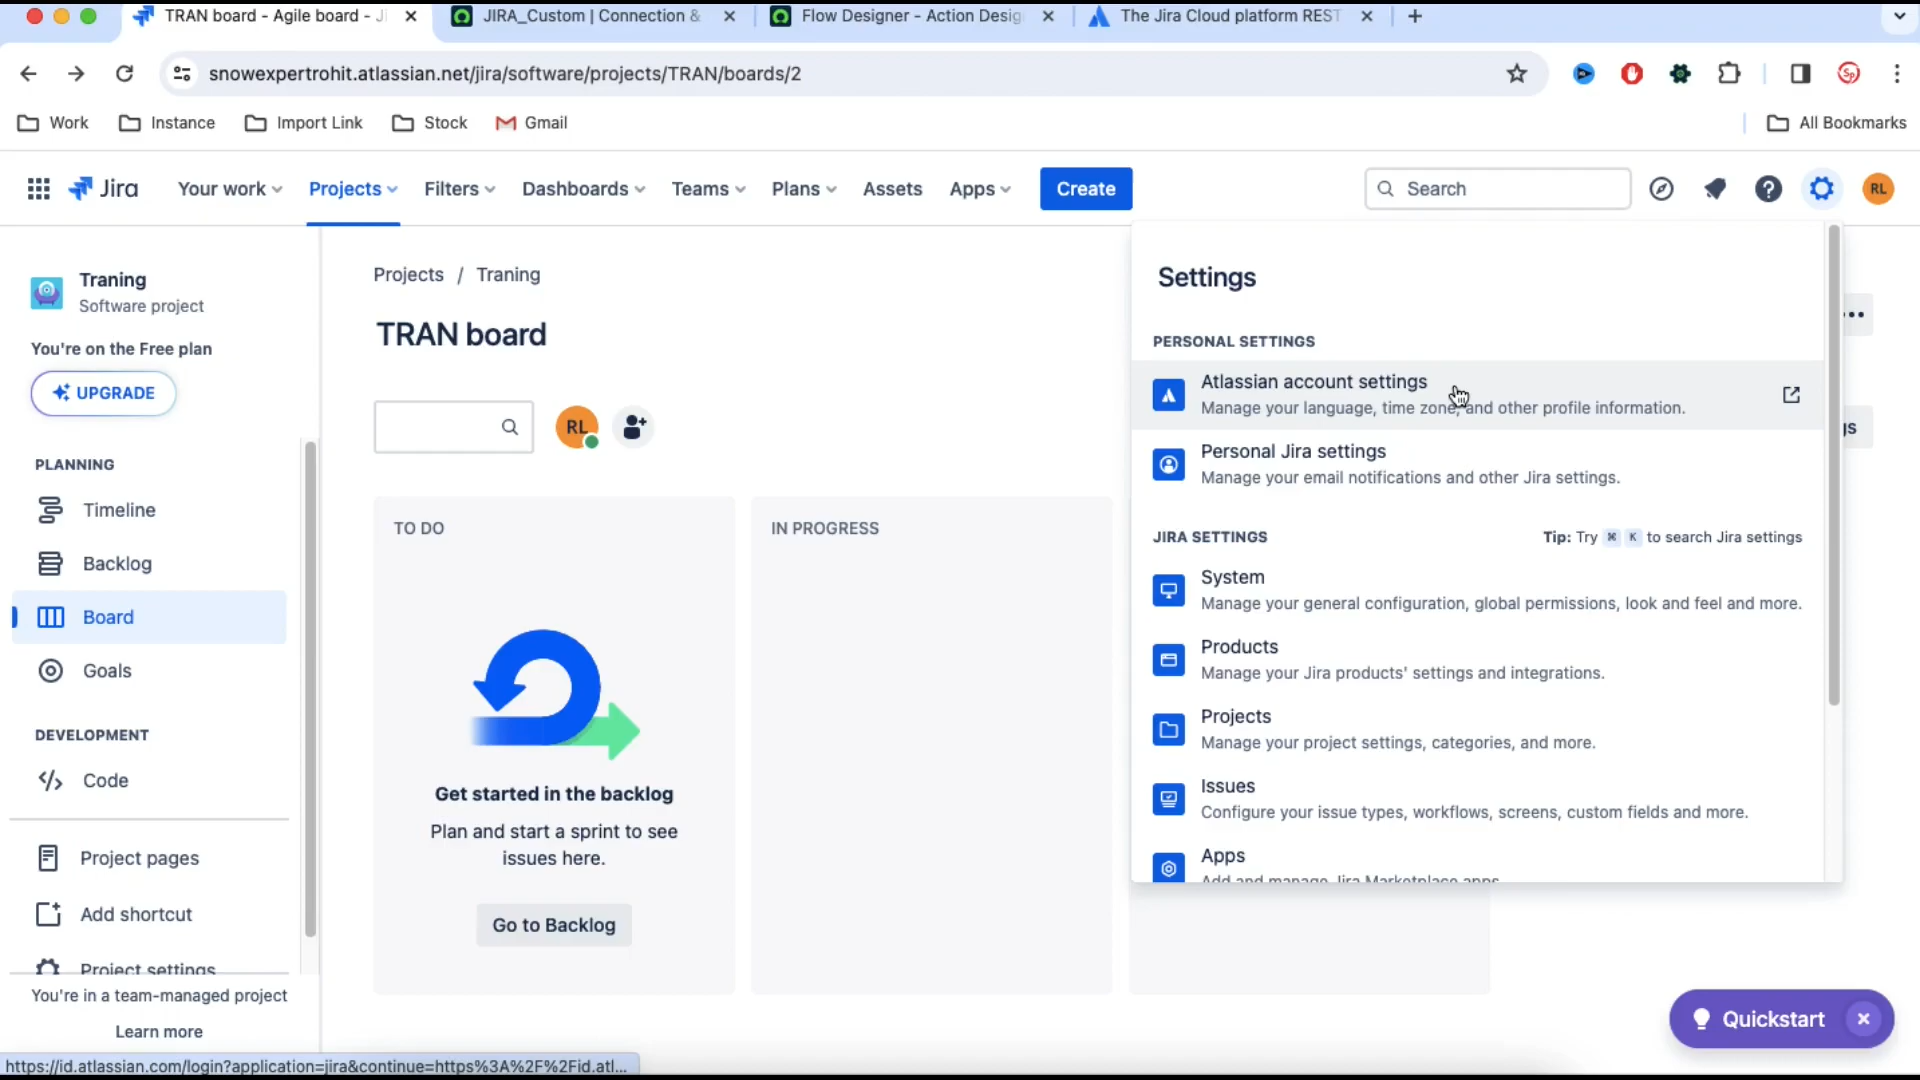 TRAN board - Agile board - Ji
JIRA_Custom | Connection &
Flow Designer - Action Desig
The Jira Cloud platform REST
snowexpertrohit.atlassian.net/jira/software/projects/TRAN/boards/2
Work
Instance
Import Link
Stock
Gmail
All Bookmarks
Jira
Your work
Projects
Filters
Dashboards
Teams
Plans
Assets
Apps
Create
Search
RL
Traning
Software project
You're on the Free plan
UPGRADE
PLANNING
Timeline
Backlog
Board
Goals
DEVELOPMENT
Code
Project pages
Add shortcut
Project settings
You're in a team-managed project
Learn more
Projects / Traning
TRAN board
RL
TO DO
IN PROGRESS
Get started in the backlog
Plan and start a sprint to see
issues here.
Go to Backlog
Settings
PERSONAL SETTINGS
Atlassian account settings
Manage your language, time zone, and other profile information.
Personal Jira settings
Manage your email notifications and other Jira settings.
JIRA SETTINGS
Tip: Try ⌘ K to search Jira settings
System
Manage your general configuration, global permissions, look and feel and more.
Products
Manage your Jira products' settings and integrations.
Projects
Manage your project settings, categories, and more.
Issues
Configure your issue types, workflows, screens, custom fields and more.
Apps
Add and manage Jira Marketplace apps
Quickstart
https://id.atlassian.com/login?application=jira&continue=https%3A%2F%2Fid.atl...